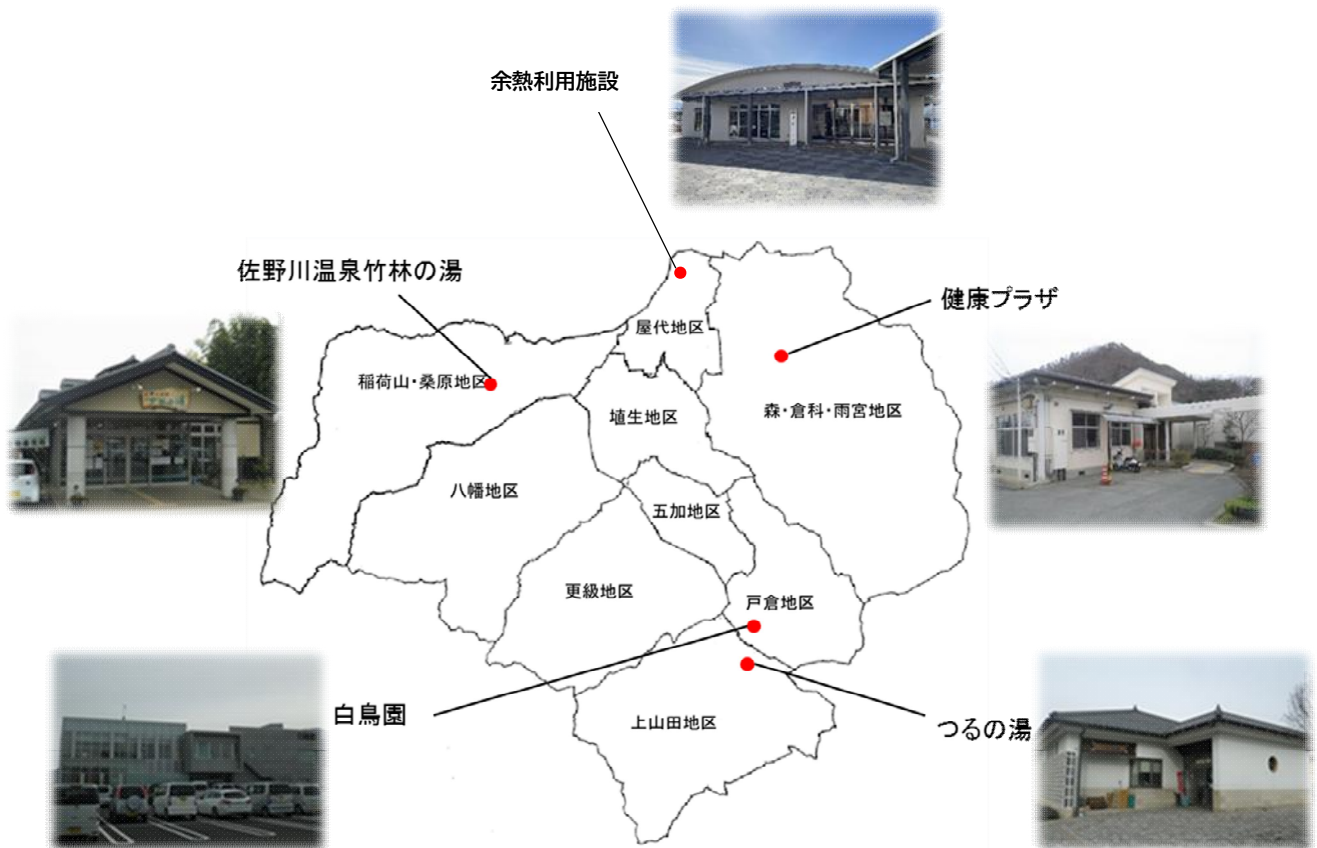 余熱利用施設
佐野川温泉竹林の湯
健康プラザ
屋代地区
稲荷山・桑原地区
埴生地区
森・倉科・雨宮地区
八幡地区
五加地区
更級地区
戸倉地区
白鳥園
上山田地区
つるの湯